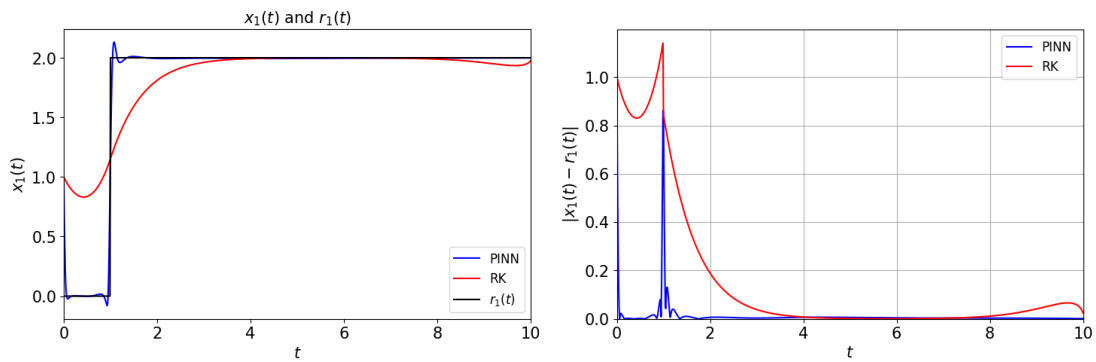 x₁(t) and r₁(t)
x₁(t)
2.0
1.5
1.0
0.5
0.0
0 2 4 6 8 10
t
PINN
RK
r₁(t)
|x₁(t) − r₁(t)|
1.0
0.8
0.6
0.4
0.2
0.0
0 2 4 6 8 10
t
PINN
RK